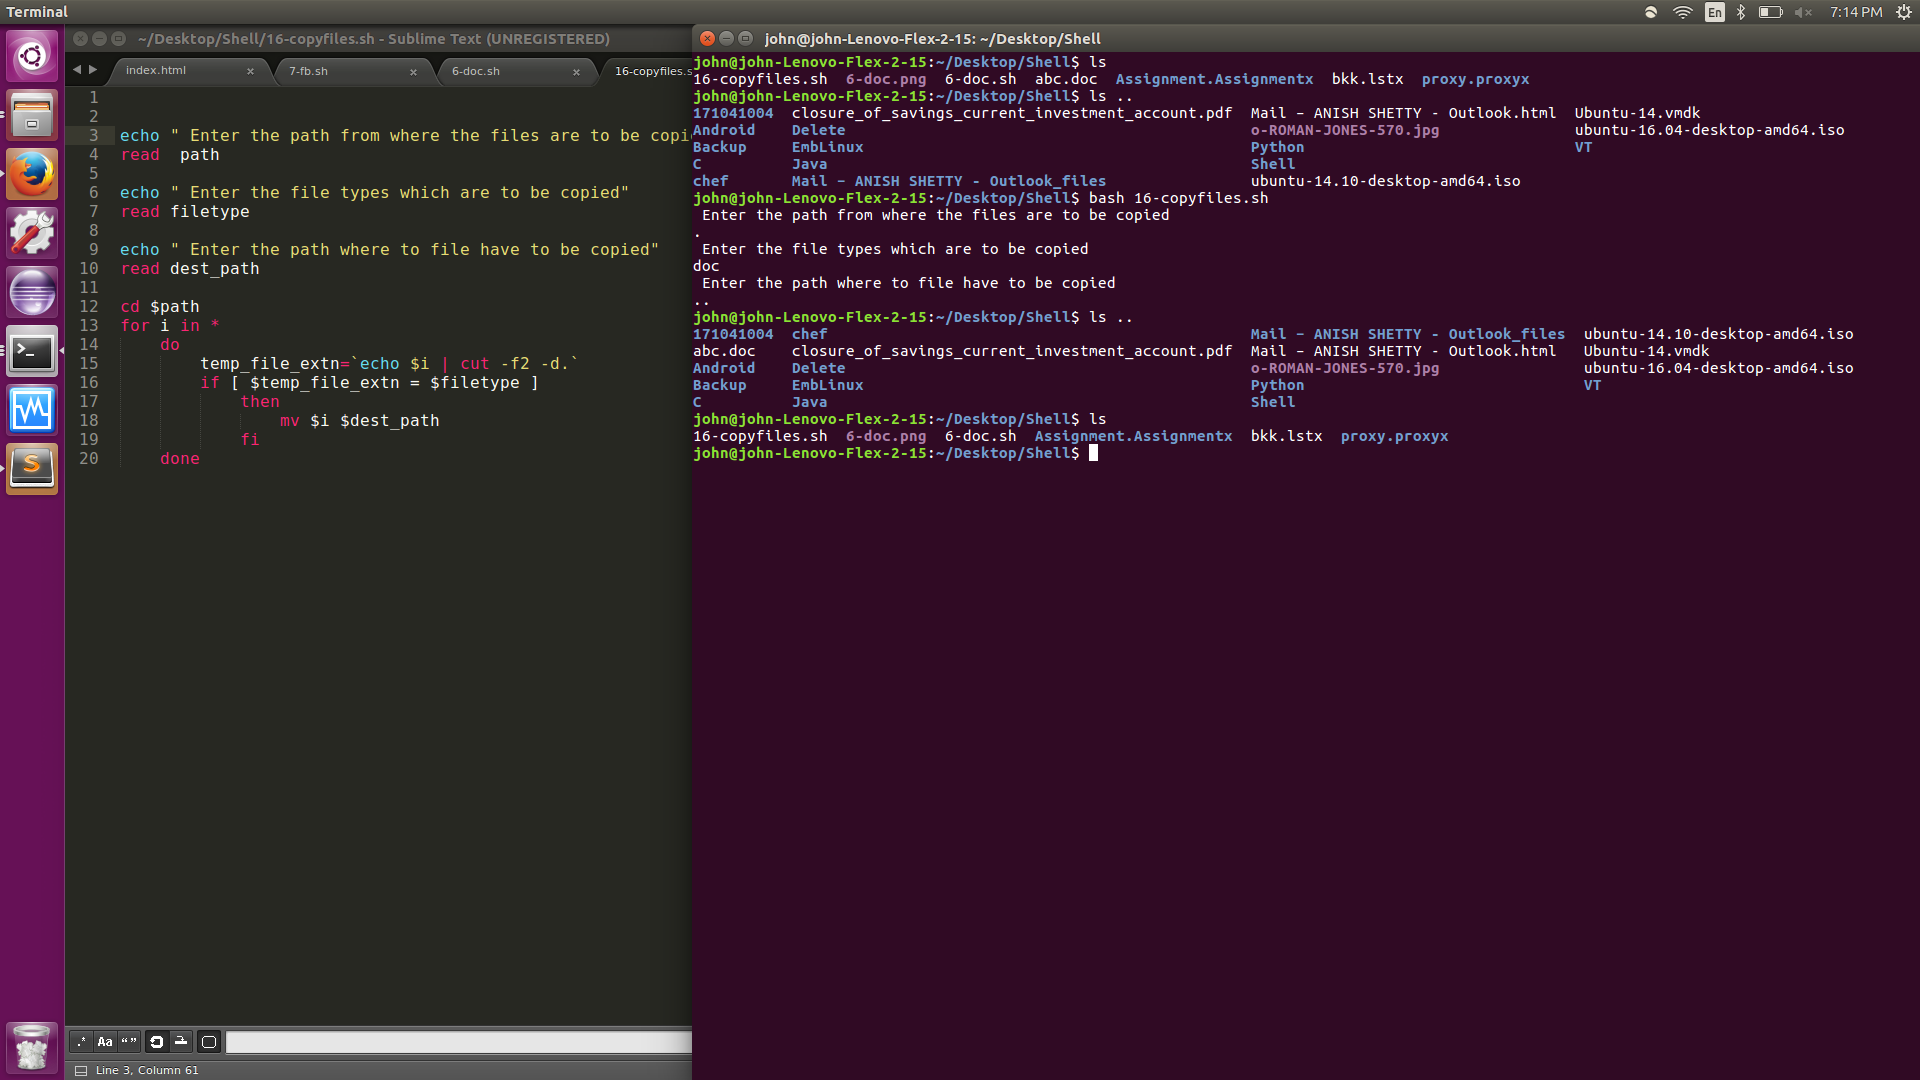 Terminal
En
7:14 PM
~/Desktop/Shell/16-copyfiles.sh - Sublime Text (UNREGISTERED)
index.html
7-fb.sh
6-doc.sh
16-copyfiles.s
1
2
3 echo " Enter the path from where the files are to be copi
4 read  path
5
6 echo " Enter the file types which are to be copied"
7 read filetype
8
9 echo " Enter the path where to file have to be copied"
10 read dest_path
11
12 cd $path
13 for i in *
14     do
15         temp_file_extn=`echo $i | cut -f2 -d.`
16         if [ $temp_file_extn = $filetype ]
17             then
18                 mv $i $dest_path
19             fi
20     done
.* Aa “ ”
Line 3, Column 61
john@john-Lenovo-Flex-2-15: ~/Desktop/Shell
john@john-Lenovo-Flex-2-15:~/Desktop/Shell$ ls
16-copyfiles.sh  6-doc.png  6-doc.sh  abc.doc  Assignment.Assignmentx  bkk.lstx  proxy.proxyx
john@john-Lenovo-Flex-2-15:~/Desktop/Shell$ ls ..
171041004  closure_of_savings_current_investment_account.pdf  Mail – ANISH SHETTY - Outlook.html  Ubuntu-14.vmdk
Android    Delete                                             o-ROMAN-JONES-570.jpg               ubuntu-16.04-desktop-amd64.iso
Backup     EmbLinux                                           Python                              VT
C          Java                                               Shell
chef       Mail – ANISH SHETTY - Outlook_files                ubuntu-14.10-desktop-amd64.iso
john@john-Lenovo-Flex-2-15:~/Desktop/Shell$ bash 16-copyfiles.sh
 Enter the path from where the files are to be copied
.
 Enter the file types which are to be copied
doc
 Enter the path where to file have to be copied
..
john@john-Lenovo-Flex-2-15:~/Desktop/Shell$ ls ..
171041004  chef                                               Mail – ANISH SHETTY - Outlook_files  ubuntu-14.10-desktop-amd64.iso
abc.doc    closure_of_savings_current_investment_account.pdf  Mail – ANISH SHETTY - Outlook.html   Ubuntu-14.vmdk
Android    Delete                                             o-ROMAN-JONES-570.jpg                ubuntu-16.04-desktop-amd64.iso
Backup     EmbLinux                                           Python                               VT
C          Java                                               Shell
john@john-Lenovo-Flex-2-15:~/Desktop/Shell$ ls
16-copyfiles.sh  6-doc.png  6-doc.sh  Assignment.Assignmentx  bkk.lstx  proxy.proxyx
john@john-Lenovo-Flex-2-15:~/Desktop/Shell$